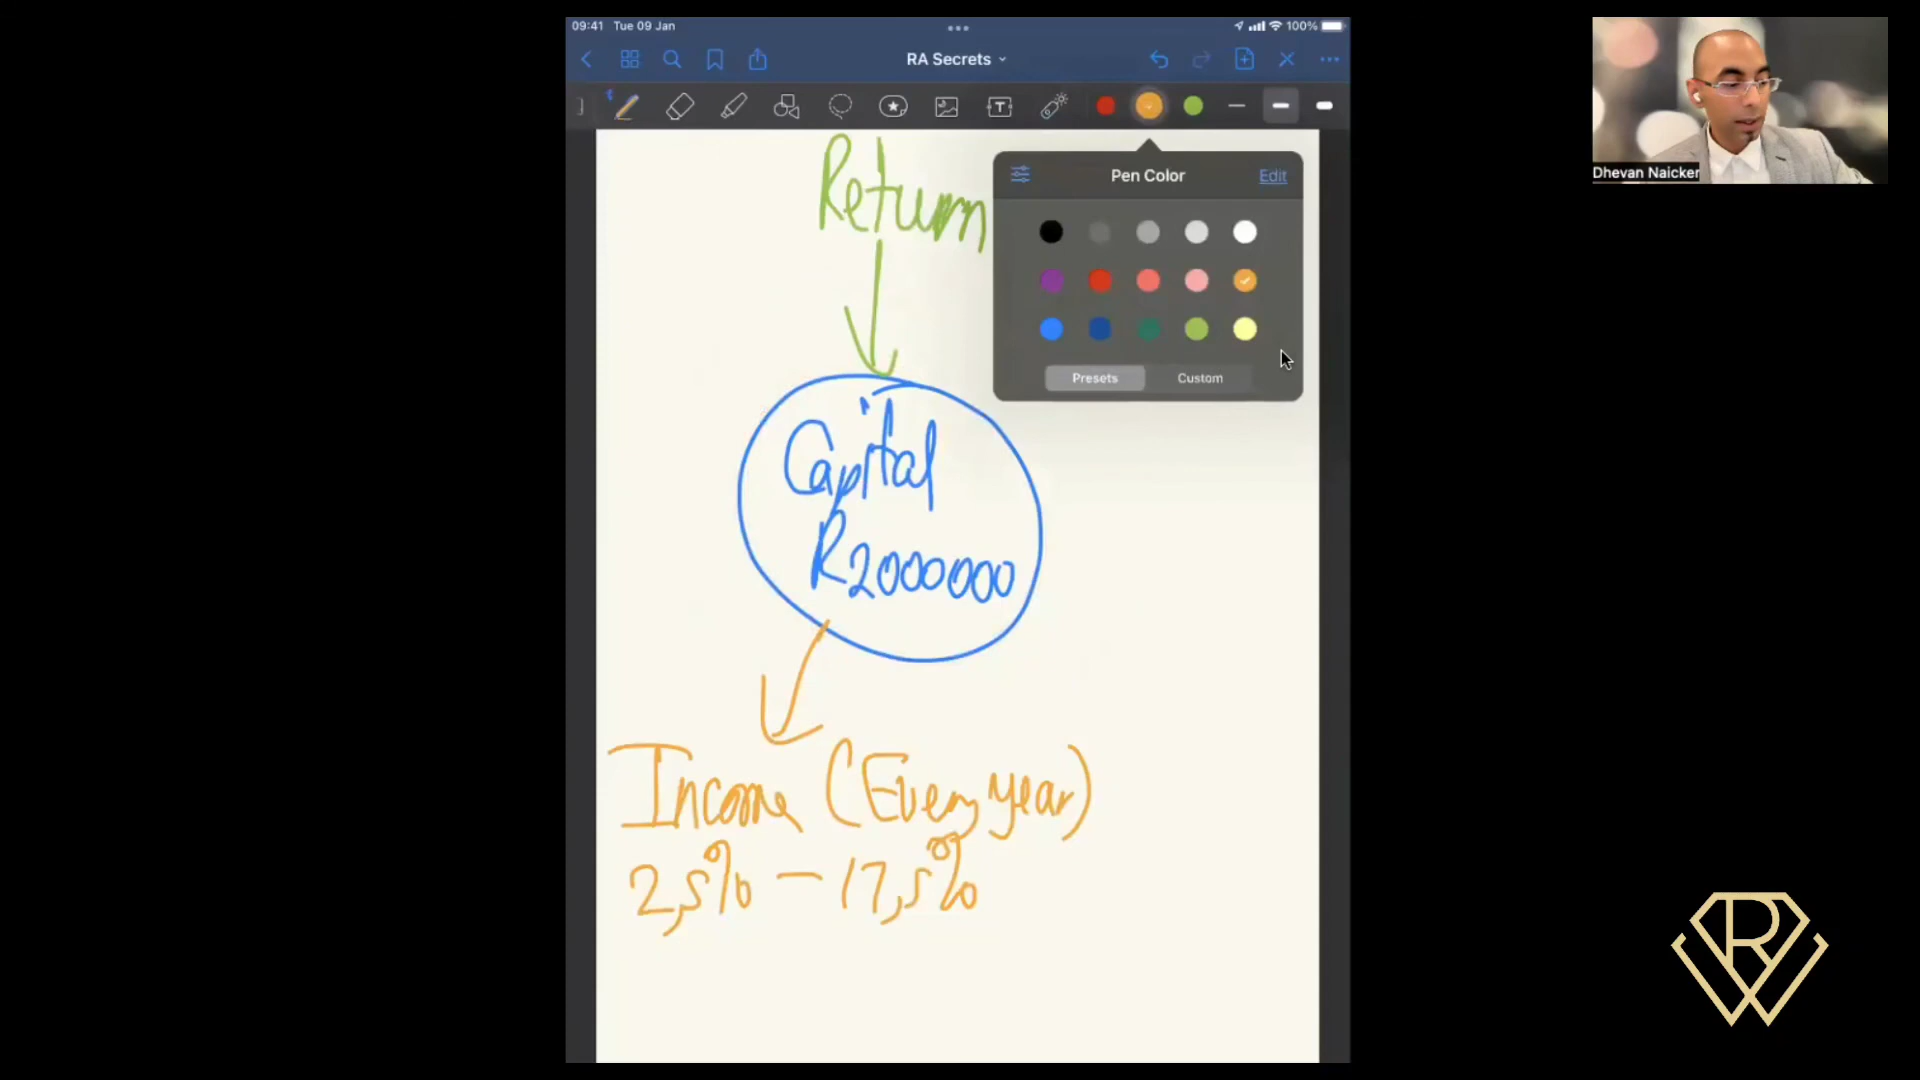 09:41 Tue 09 Jan
100%
RA Secrets
Pen Color
Edit
Presets
Custom
Return
Capital
R2000000
Income (Every year)
2,5% – 17,5%
Dhevan Naicker
RW